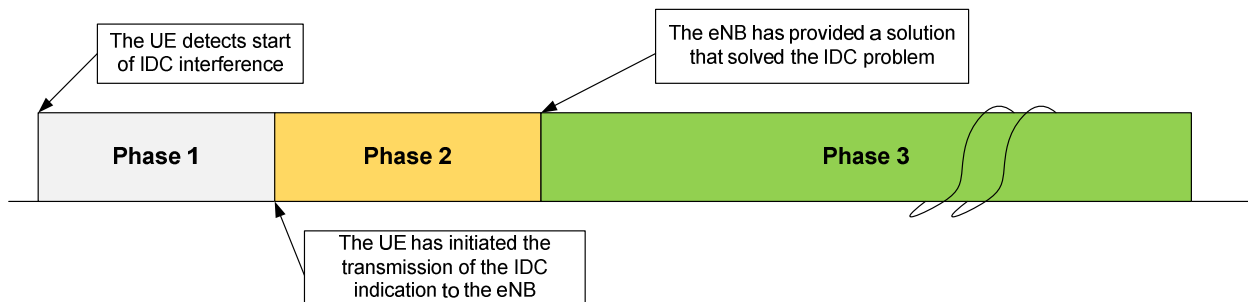 The UE detects start
of IDC interference
The eNB has provided a solution
that solved the IDC problem
Phase 1
Phase 2
Phase 3
The UE has initiated the
transmission of the IDC
indication to the eNB